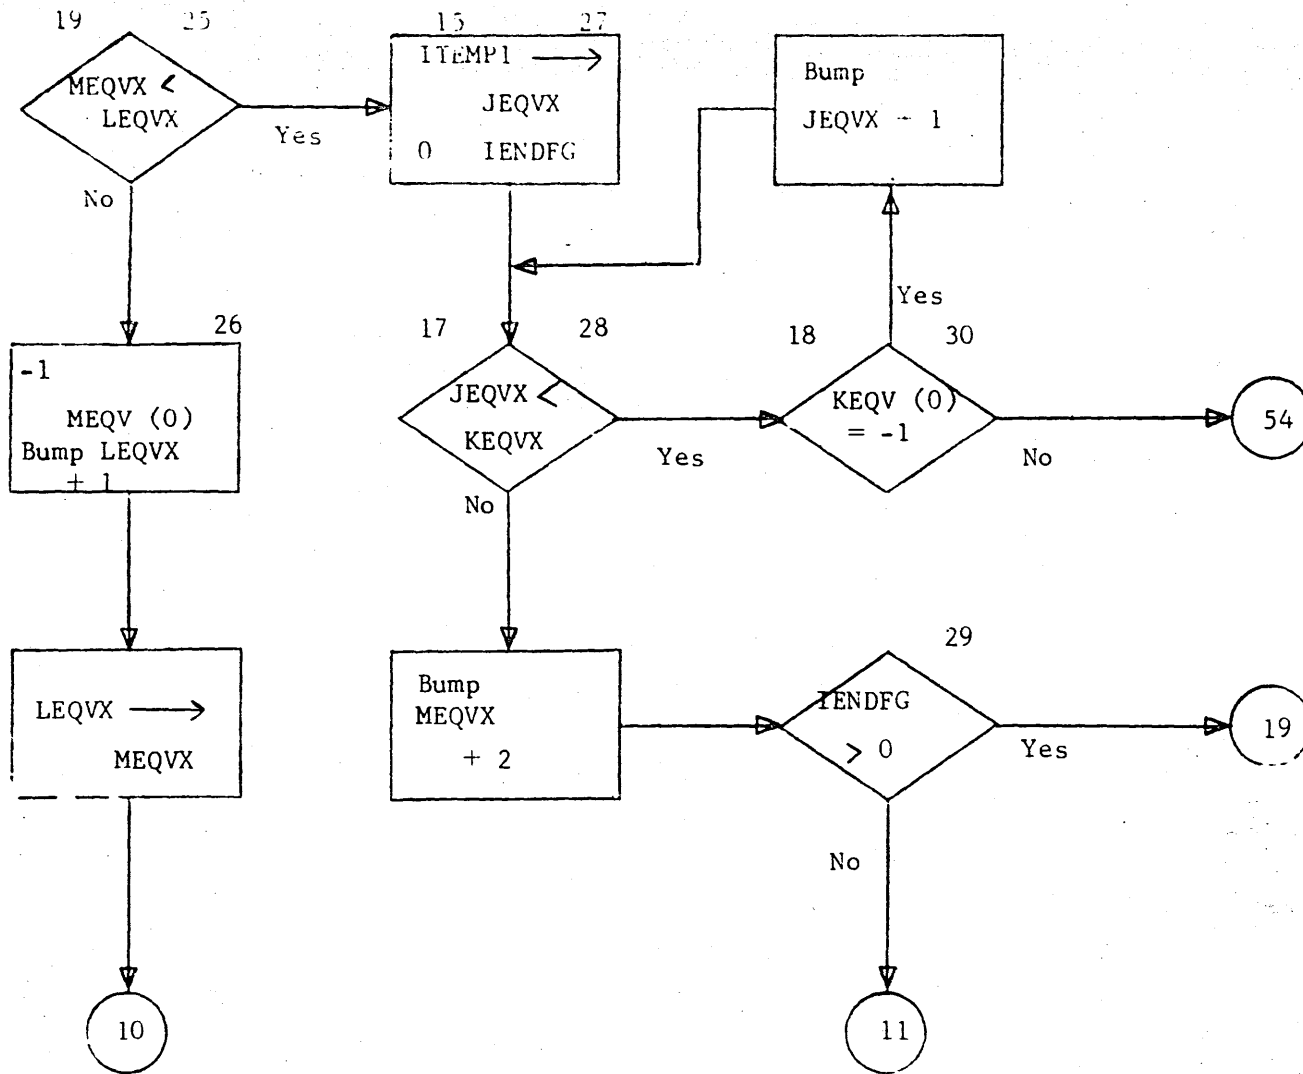 19 25
MEQVX <
LEQVX
Yes
No
15 27
ITEMP1 →
JEQVX
0 IENDFG
Bump
JEQVX - 1
26
-1
MEQV (0)
Bump LEQVX
+ 1
17 28
JEQVX <
KEQVX
Yes
No
18 30
KEQV (0)
= -1
Yes
No
54
LEQVX →
MEQVX
Bump
MEQVX
+ 2
29
IENDFG
> 0
Yes
No
19
10
11